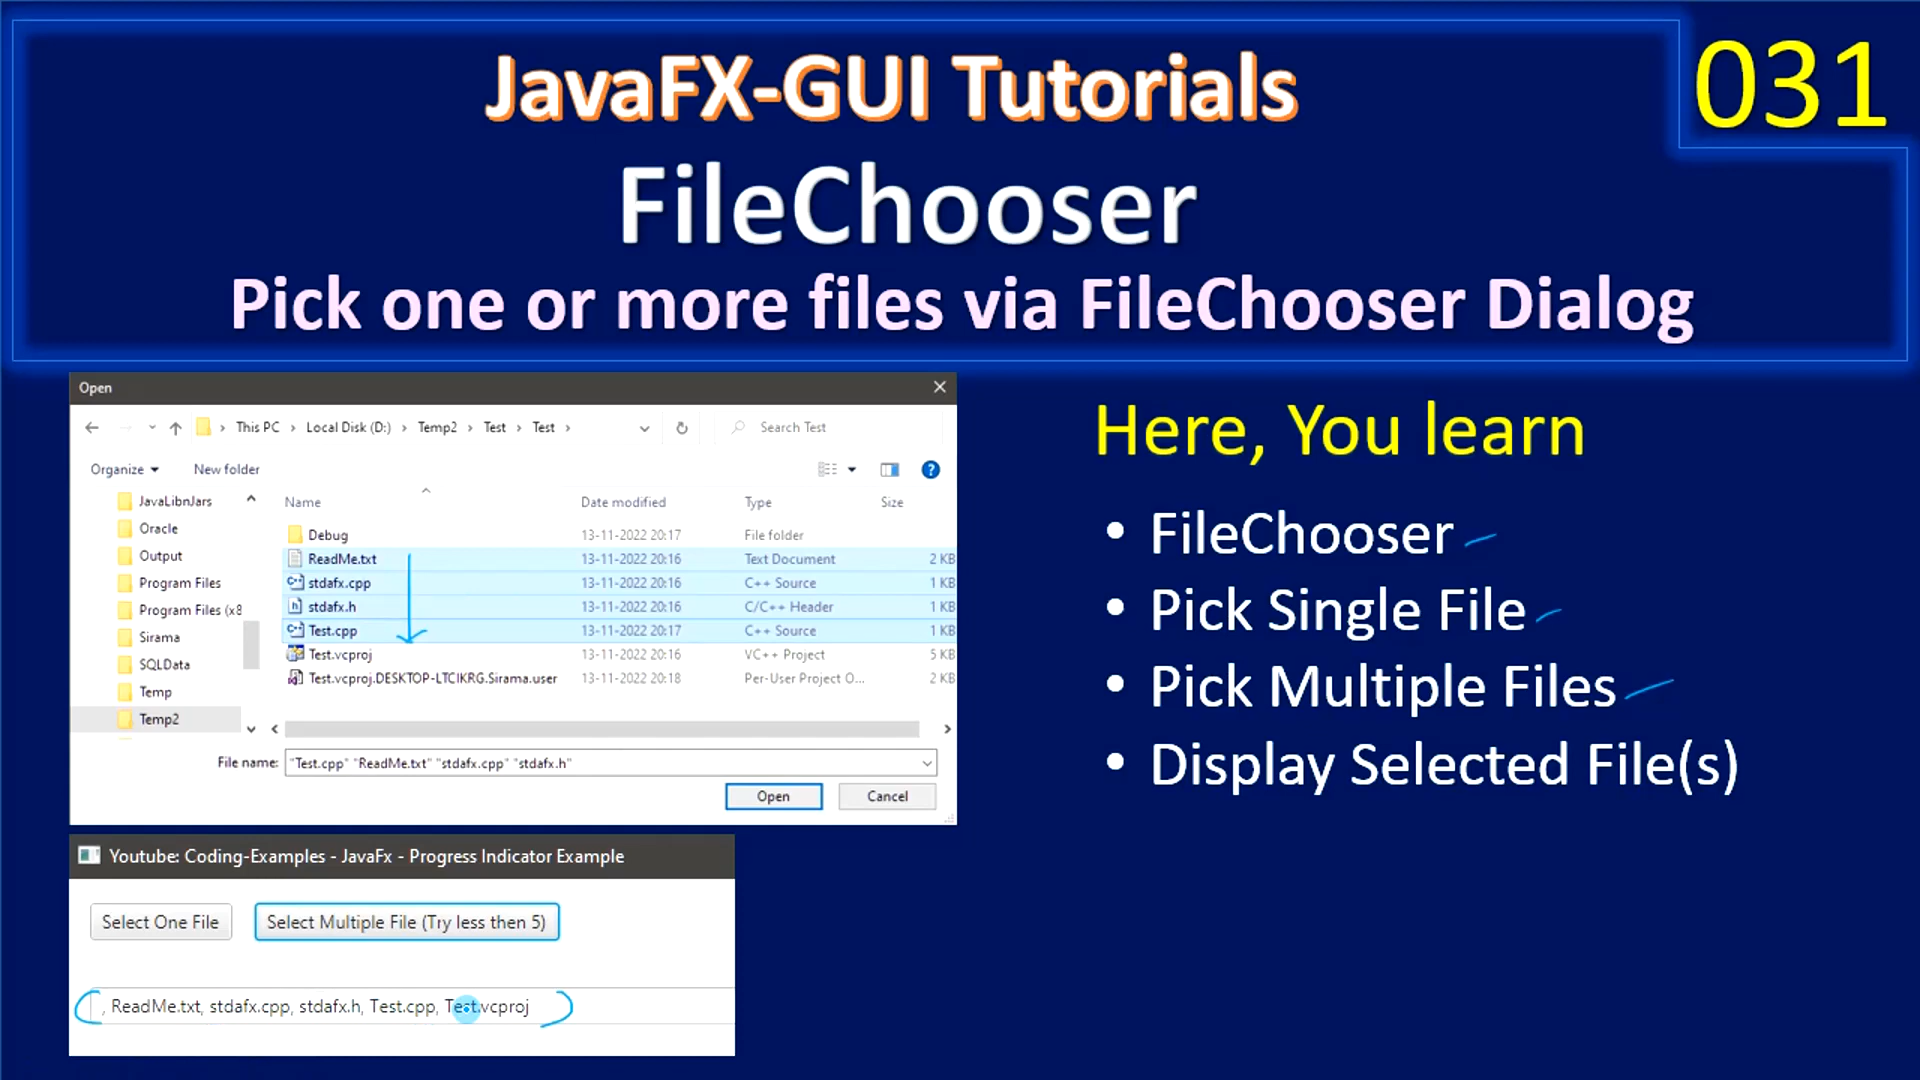 JavaFX-GUI Tutorials
031
FileChooser
Pick one or more files via FileChooser Dialog
Open
This PC > Local Disk (D:) > Temp2 > Test > Test >
Search Test
Organize
New folder
JavaLibnJars
Oracle
Output
Program Files
Program Files (x8
Sirama
SQLData
Temp
Temp2
Name Date modified Type Size
Debug 13-11-2022 20:17 File folder
ReadMe.txt 13-11-2022 20:16 Text Document 2 KB
stdafx.cpp 13-11-2022 20:16 C++ Source 1 KB
stdafx.h 13-11-2022 20:16 C/C++ Header 1 KB
Test.cpp 13-11-2022 20:17 C++ Source 1 KB
Test.vcproj 13-11-2022 20:16 VC++ Project 5 KB
Test.vcproj.DESKTOP-LTCIKRG.Sirama.user 13-11-2022 20:18 Per-User Project O... 2 KB
File name: "Test.cpp" "ReadMe.txt" "stdafx.cpp" "stdafx.h"
Open Cancel
Youtube: Coding-Examples - JavaFx - Progress Indicator Example
Select One File
Select Multiple File (Try less then 5)
, ReadMe.txt, stdafx.cpp, stdafx.h, Test.cpp, Test.vcproj
Here, You learn
• FileChooser
• Pick Single File
• Pick Multiple Files
• Display Selected File(s)